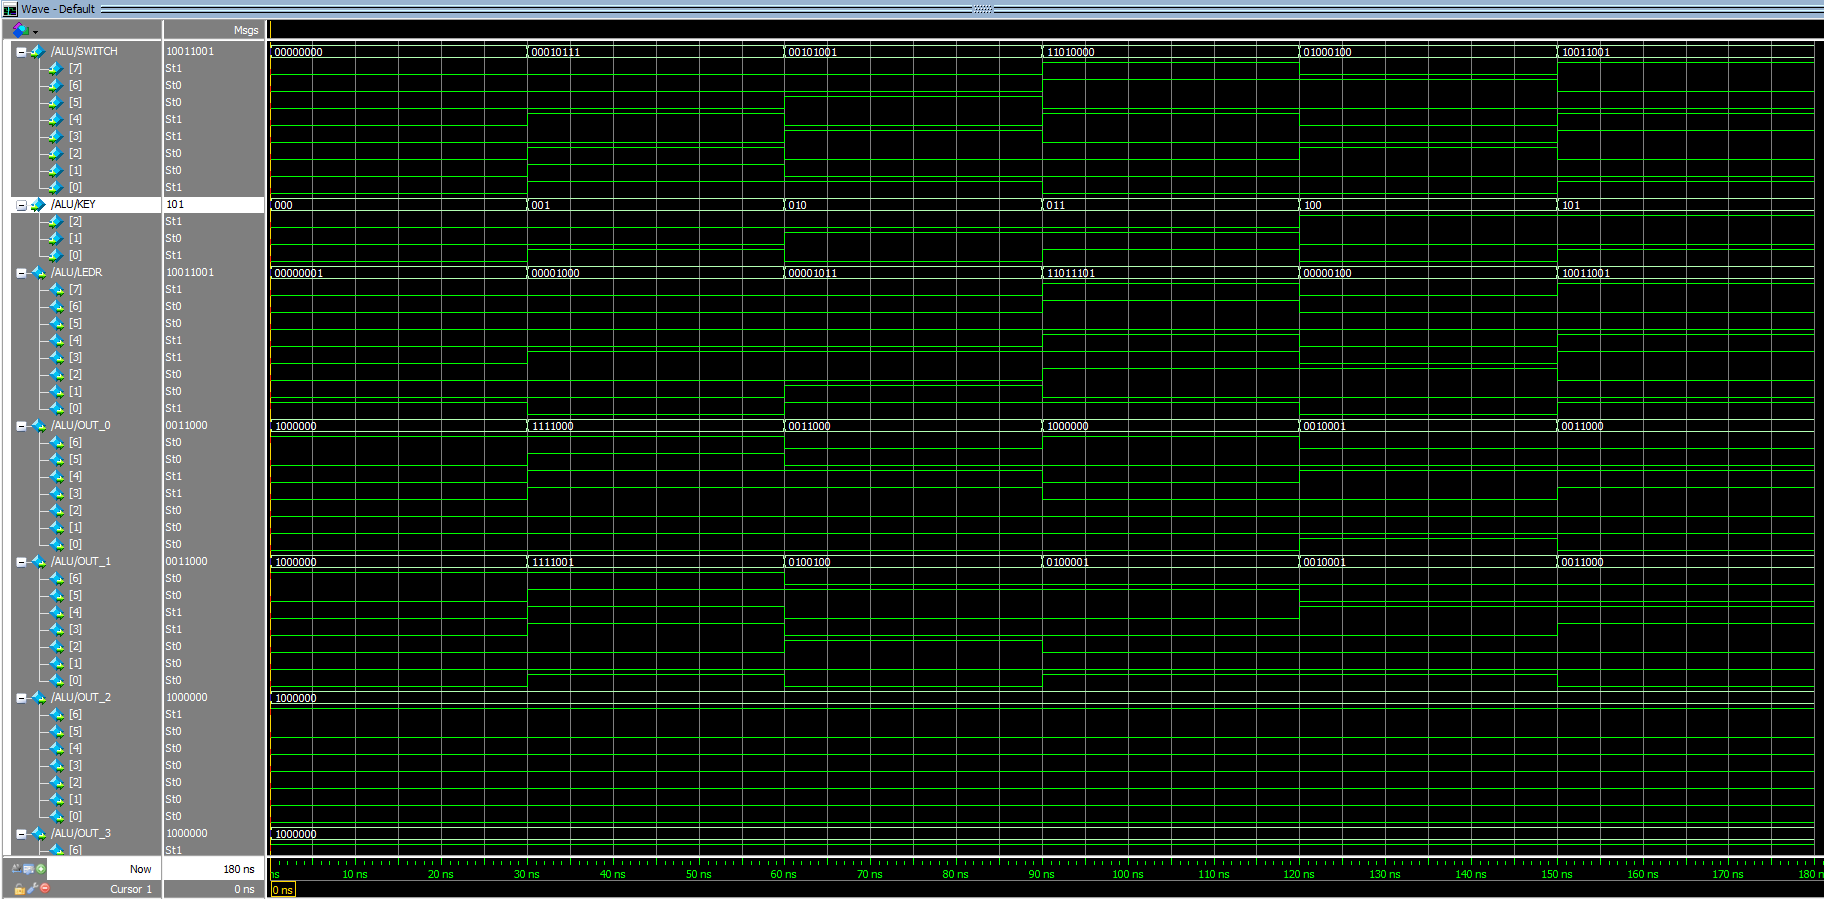 Wave - Default
Msgs
/ALU/SWITCH 10011001 00000000 00010111 00101001 11010000 01000100 10011001
[7] St1
[6] St0
[5] St0
[4] St1
[3] St1
[2] St0
[1] St0
[0] St1
/ALU/KEY 101 000 001 010 011 100 101
[2] St1
[1] St0
[0] St1
/ALU/LEDR 10011001 00000001 00001000 00001011 11011101 00000100 10011001
[7] St1
[6] St0
[5] St0
[4] St1
[3] St1
[2] St0
[1] St0
[0] St1
/ALU/OUT_0 0011000 1000000 1111000 0011000 1000000 0010001 0011000
[6] St0
[5] St0
[4] St1
[3] St1
[2] St0
[1] St0
[0] St0
/ALU/OUT_1 0011000 1000000 1111001 0100100 0100001 0010001 0011000
[6] St0
[5] St0
[4] St1
[3] St1
[2] St0
[1] St0
[0] St0
/ALU/OUT_2 1000000 1000000
[6] St1
[5] St0
[4] St0
[3] St0
[2] St0
[1] St0
[0] St0
/ALU/OUT_3 1000000 1000000
[6] St1
Now 180 ns ns 10 ns 20 ns 30 ns 40 ns 50 ns 60 ns 70 ns 80 ns 90 ns 100 ns 110 ns 120 ns 130 ns 140 ns 150 ns 160 ns 170 ns 180 n
Cursor 1 0 ns 0 ns